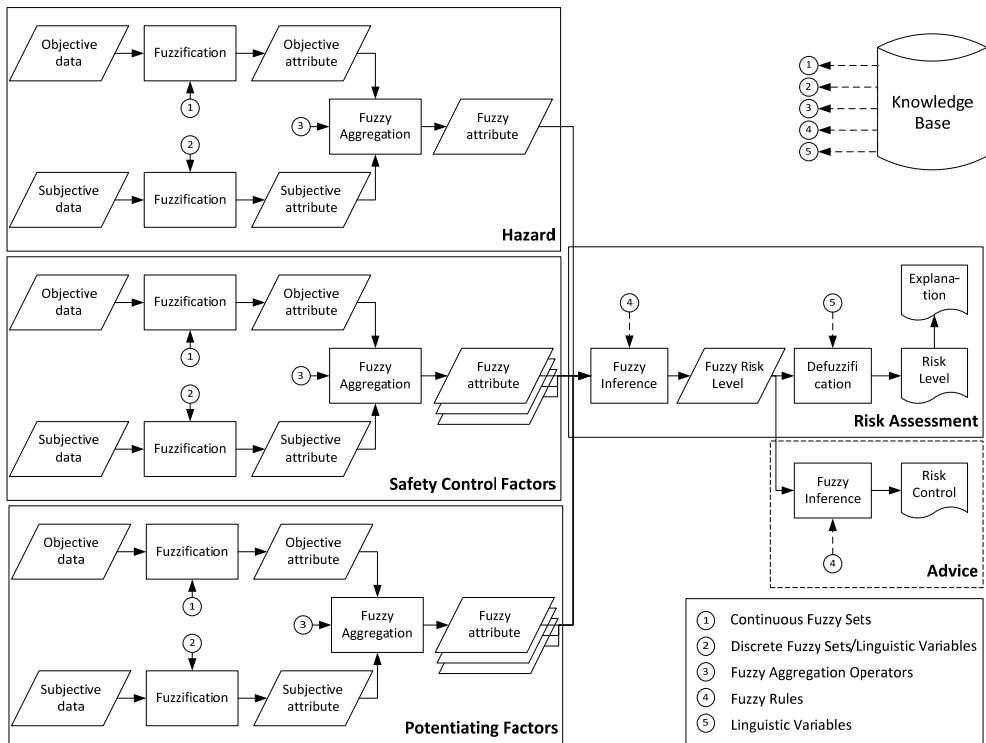 Objective
data
Fuzzification
Objective
attribute
1
3
Fuzzy
Aggregation
Fuzzy
attribute
2
Subjective
data
Fuzzification
Subjective
attribute
Hazard
1
2
3
4
5
Knowledge
Base
Objective
data
Fuzzification
Objective
attribute
1
3
Fuzzy
Aggregation
Fuzzy
attribute
2
Subjective
data
Fuzzification
Subjective
attribute
Safety Control Factors
4
Fuzzy
Inference
Fuzzy Risk
Level
5
Defuzzifi
cation
Explana-
tion
Risk
Level
Risk Assessment
Fuzzy
Inference
Risk
Control
4
Advice
Objective
data
Fuzzification
Objective
attribute
1
3
Fuzzy
Aggregation
Fuzzy
attribute
2
Subjective
data
Fuzzification
Subjective
attribute
Potentiating Factors
1 Continuous Fuzzy Sets
2 Discrete Fuzzy Sets/Linguistic Variables
3 Fuzzy Aggregation Operators
4 Fuzzy Rules
5 Linguistic Variables